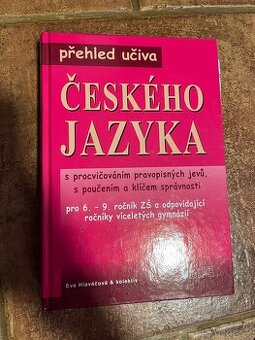 přehled učiva
ČESKÉHO
JAZYKA
s procvičováním pravopisných jevů,
s poučením a klíčem správnosti
pro 6. - 9. ročník ZŠ a odpovídající
ročníky víceletých gymnázií
Eva Hlaváčová & kolektiv